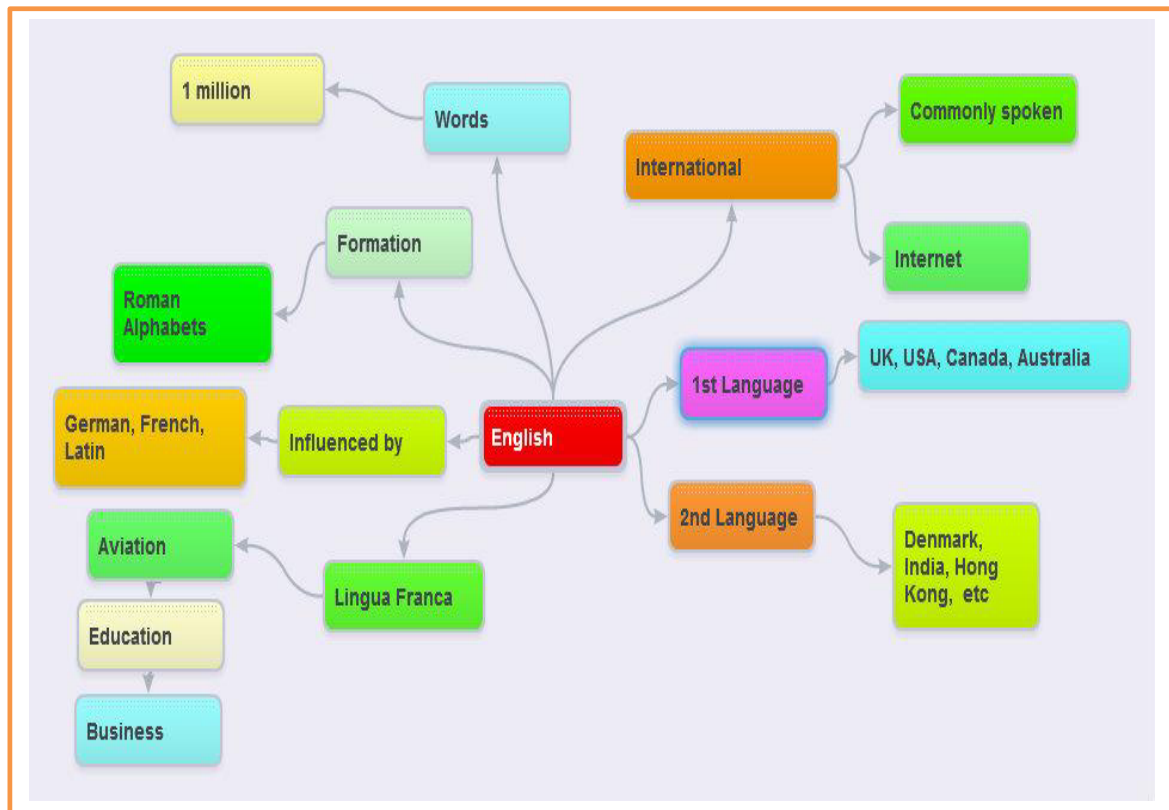 1 million
Words
Commonly spoken
International
Formation
Internet
Roman
Alphabets
UK, USA, Canada, Australia
1st Language
German, French,
Latin
Influenced by
English
2nd Language
Denmark,
India, Hong
Kong, etc
Aviation
Lingua Franca
Education
Business